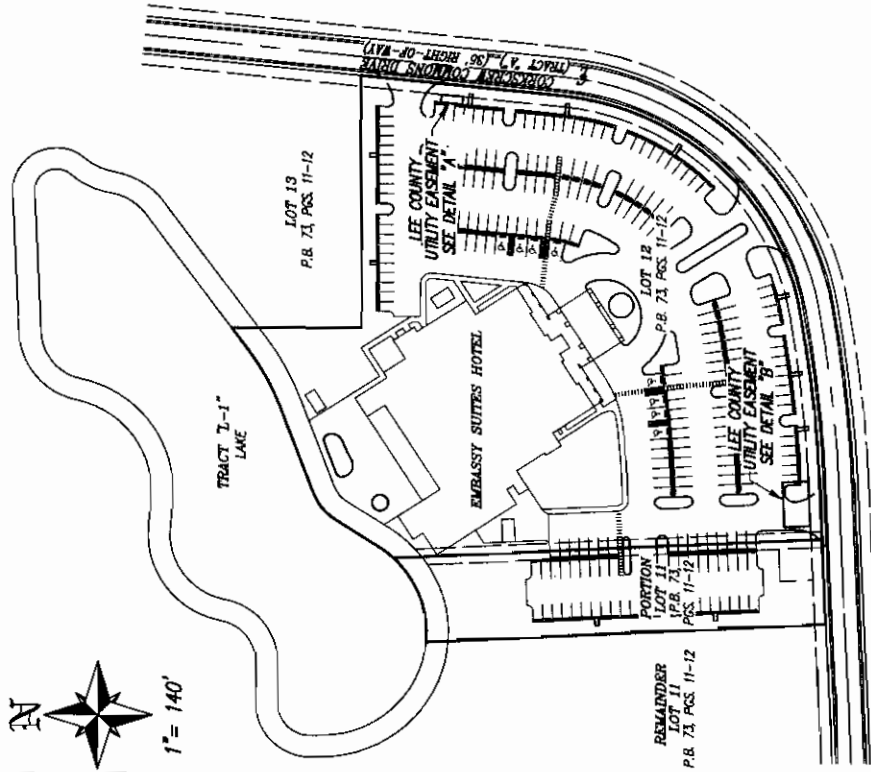 CORKSCREW COMMONS DRIVE
(TRACT "A") (36' RIGHT-OF-WAY)
LOT 13
P.B. 73, PGS. 11-12
LEE COUNTY
UTILITY EASEMENT
SEE DETAIL "A"
TRACT "L-1"
LAKE
EMBASSY SUITES HOTEL
LOT 12
P.B. 73, PGS. 11-12
LEE COUNTY
UTILITY EASEMENT
SEE DETAIL "B"
PORTION
LOT 11
P.B. 73,
PGS. 11-12
REMAINDER
LOT 11
P.B. 73, PGS. 11-12
N
1"= 140'